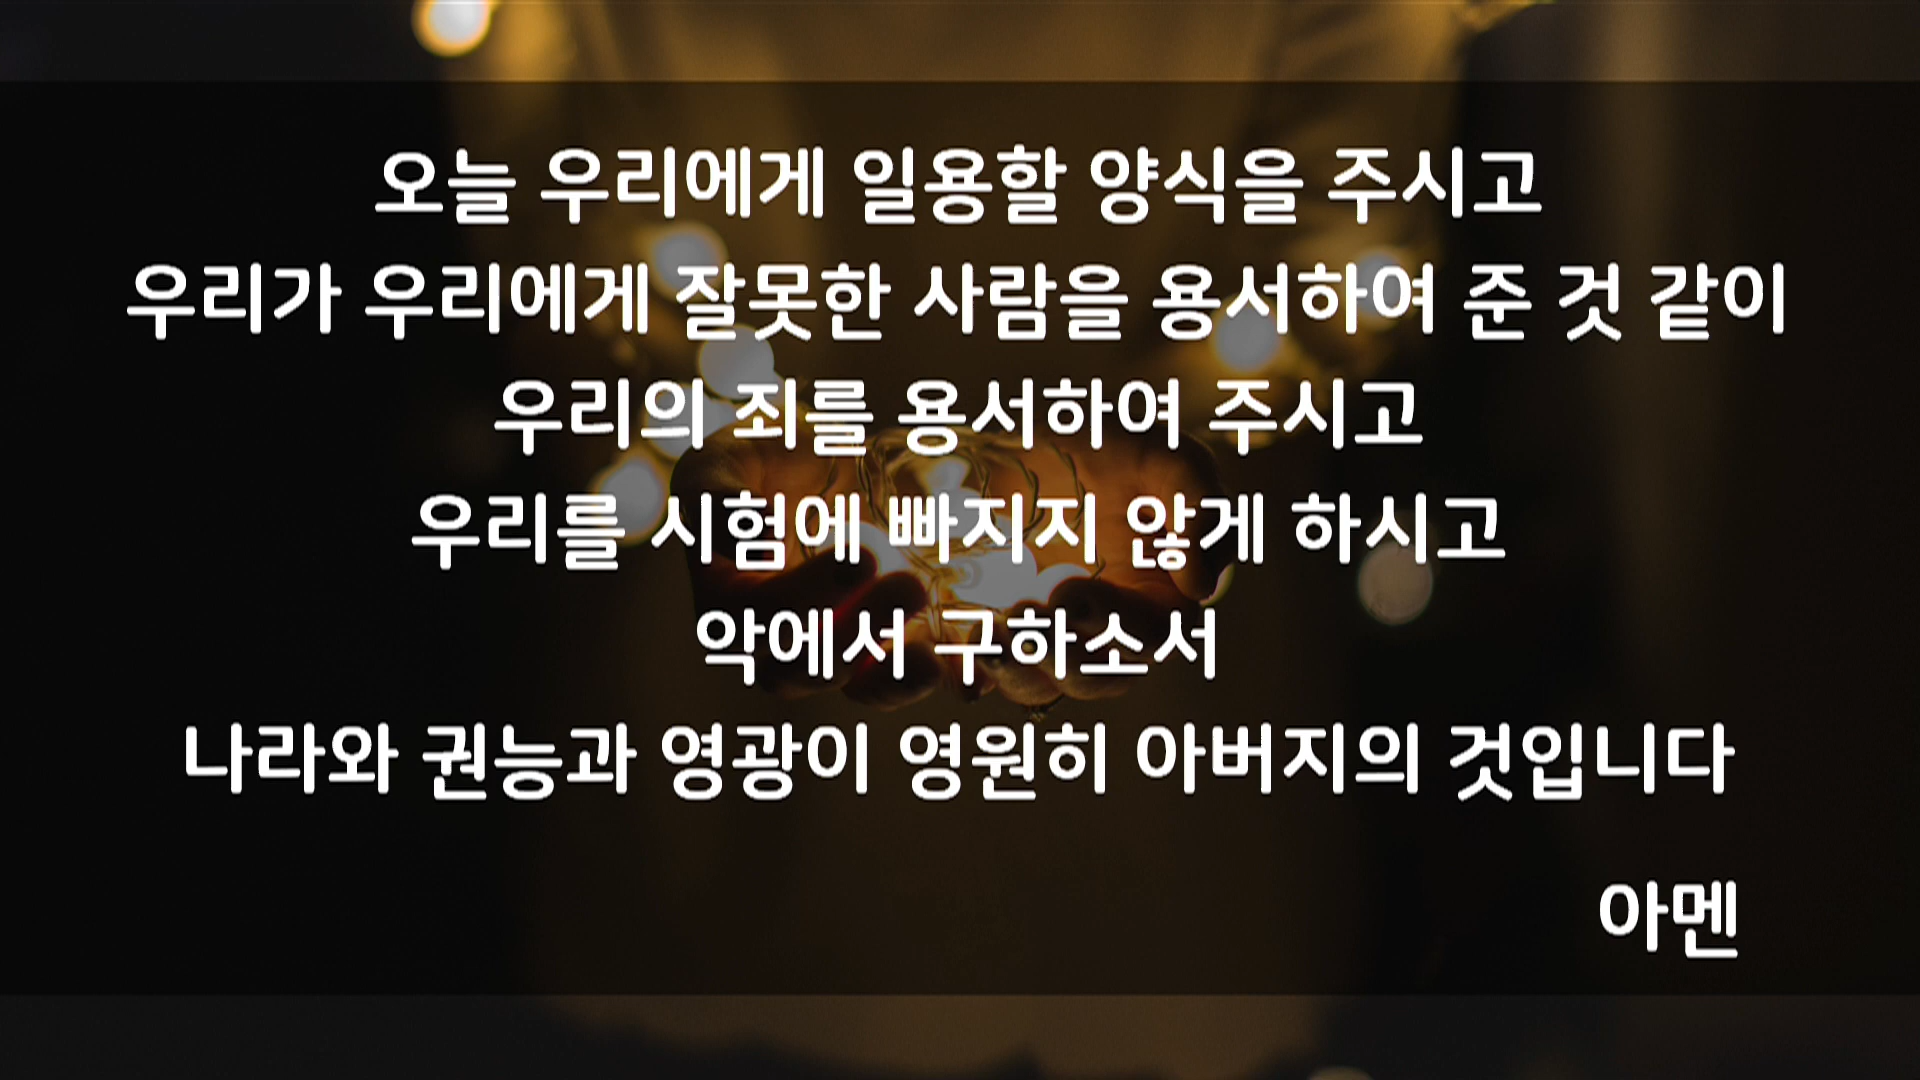 오늘 우리에게 일용할 양식을 주시고
우리가 우리에게 잘못한 사람을 용서하여 준 것 같이
우리의 죄를 용서하여 주시고
우리를 시험에 빠지지 않게 하시고
악에서 구하소서
나라와 권능과 영광이 영원히 아버지의 것입니다
아멘